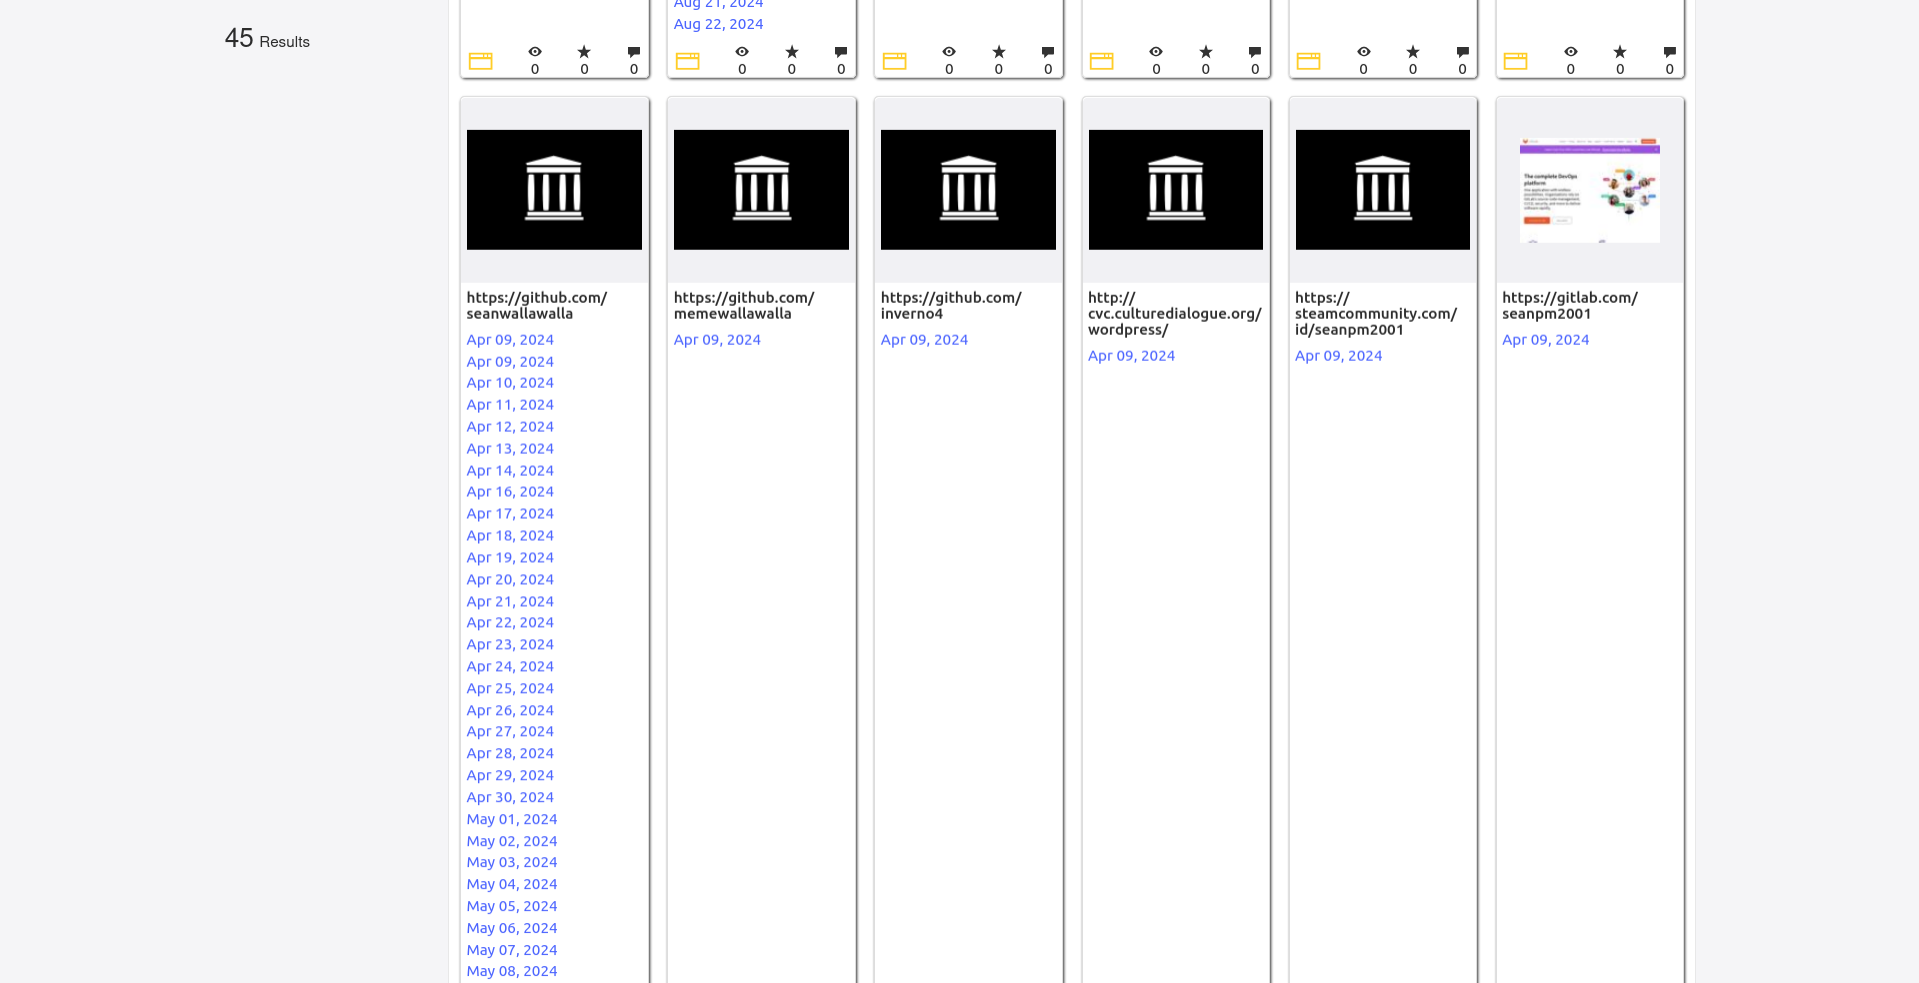 45 Results
Aug 21, 2024
Aug 22, 2024
0 0 0
0 0 0
0 0 0
0 0 0
0 0 0
0 0 0
https://github.com/
seanwallawalla
Apr 09, 2024
Apr 09, 2024
Apr 10, 2024
Apr 11, 2024
Apr 12, 2024
Apr 13, 2024
Apr 14, 2024
Apr 16, 2024
Apr 17, 2024
Apr 18, 2024
Apr 19, 2024
Apr 20, 2024
Apr 21, 2024
Apr 22, 2024
Apr 23, 2024
Apr 24, 2024
Apr 25, 2024
Apr 26, 2024
Apr 27, 2024
Apr 28, 2024
Apr 29, 2024
Apr 30, 2024
May 01, 2024
May 02, 2024
May 03, 2024
May 04, 2024
May 05, 2024
May 06, 2024
May 07, 2024
May 08, 2024
https://github.com/
memewallawalla
Apr 09, 2024
https://github.com/
inverno4
Apr 09, 2024
http://
cvc.culturedialogue.org/
wordpress/
Apr 09, 2024
https://
steamcommunity.com/
id/seanpm2001
Apr 09, 2024
The complete DevOps
platform
https://gitlab.com/
seanpm2001
Apr 09, 2024